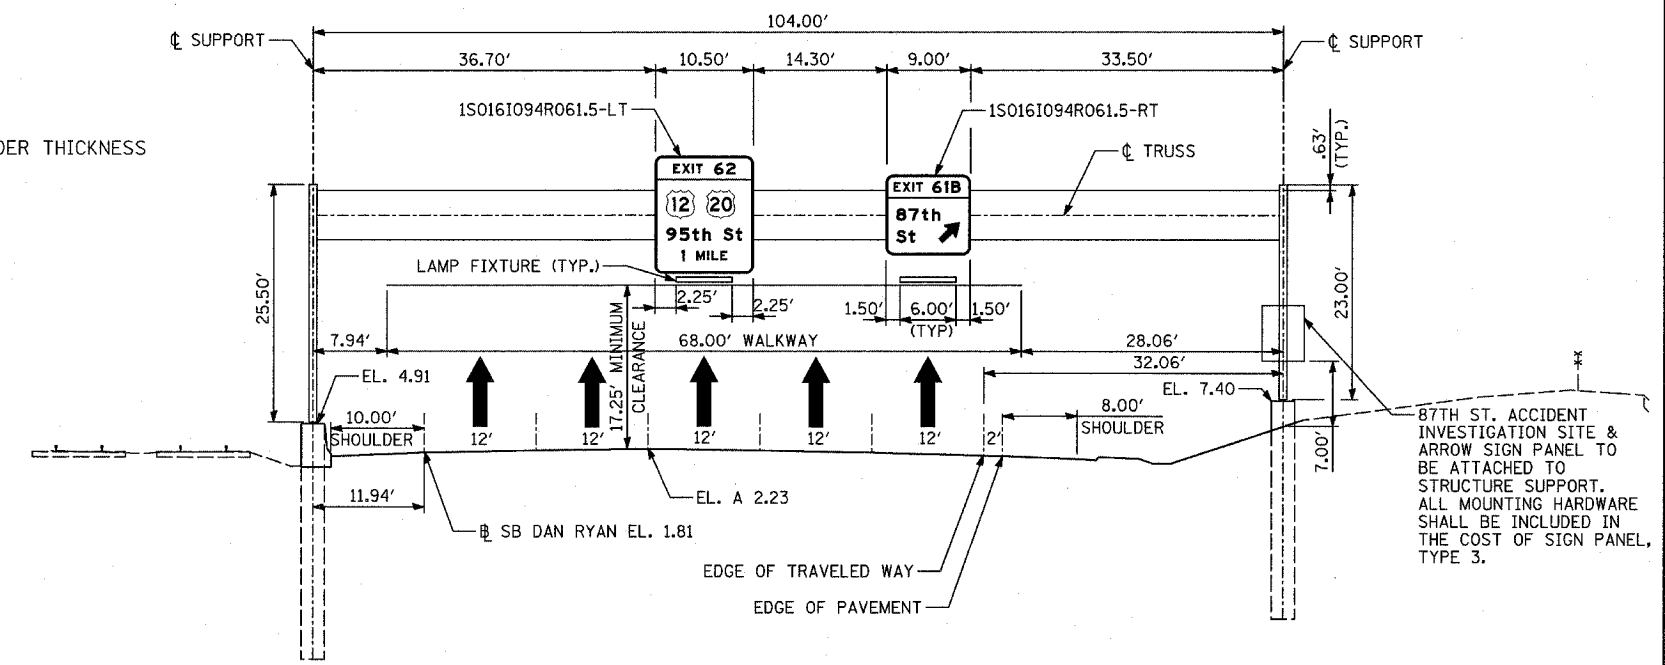 104.00'
℄ SUPPORT
℄ SUPPORT
36.70'
10.50'
14.30'
9.00'
33.50'
1S016I094R061.5-LT
1S016I094R061.5-RT
DER THICKNESS
℄ TRUSS
.63'
(TYP.)
EXIT 62
12 20
95th St
1 MILE
EXIT 61B
87th
St
LAMP FIXTURE (TYP.)
25.50'
23.00'
2.25'
2.25'
1.50'
6.00'
(TYP)
1.50'
17.25' MINIMUM
CLEARANCE
7.94'
68.00' WALKWAY
28.06'
32.06'
EL. 4.91
EL. 7.40
10.00'
SHOULDER
12'
12'
12'
12'
12'
2'
8.00'
SHOULDER
7.00'
**
11.94'
EL. A 2.23
B̲L SB DAN RYAN EL. 1.81
EDGE OF TRAVELED WAY
EDGE OF PAVEMENT
87TH ST. ACCIDENT
INVESTIGATION SITE &
ARROW SIGN PANEL TO
BE ATTACHED TO
STRUCTURE SUPPORT.
ALL MOUNTING HARDWARE
SHALL BE INCLUDED IN
THE COST OF SIGN PANEL,
TYPE 3.